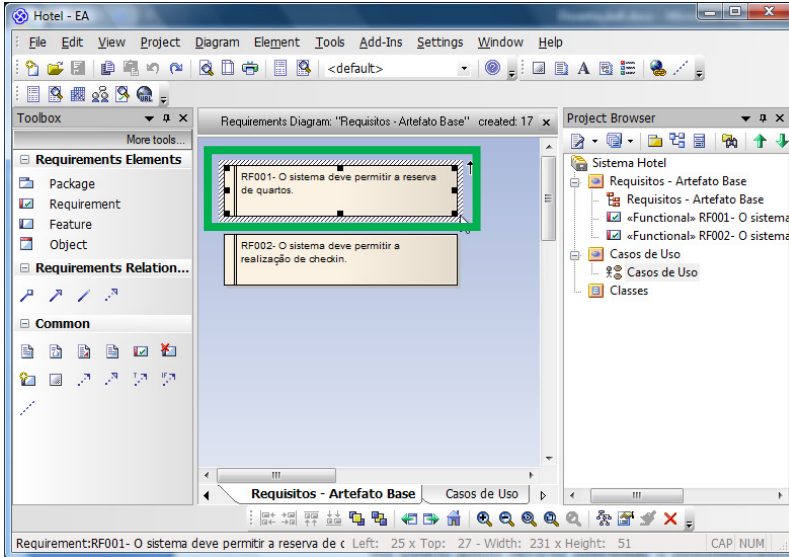 Hotel - EA
File Edit View Project Diagram Element Tools Add-Ins Settings Window Help
<default>
Toolbox
More tools...
Requirements Elements
Package
Requirement
Feature
Object
Requirements Relation...
Common
Requirements Diagram: "Requisitos - Artefato Base" created: 17
RF001- O sistema deve permitir a reserva
de quartos.
RF002- O sistema deve permitir a
realização de checkin.
Requisitos - Artefato Base Casos de Uso
Project Browser
Sistema Hotel
Requisitos - Artefato Base
Requisitos - Artefato Base
«Functional» RF001- O sistema
«Functional» RF002- O sistema
Casos de Uso
Casos de Uso
Classes
Requirement:RF001- O sistema deve permitir a reserva de c Left: 25 x Top: 27 - Width: 231 x Height: 51 CAP NUM